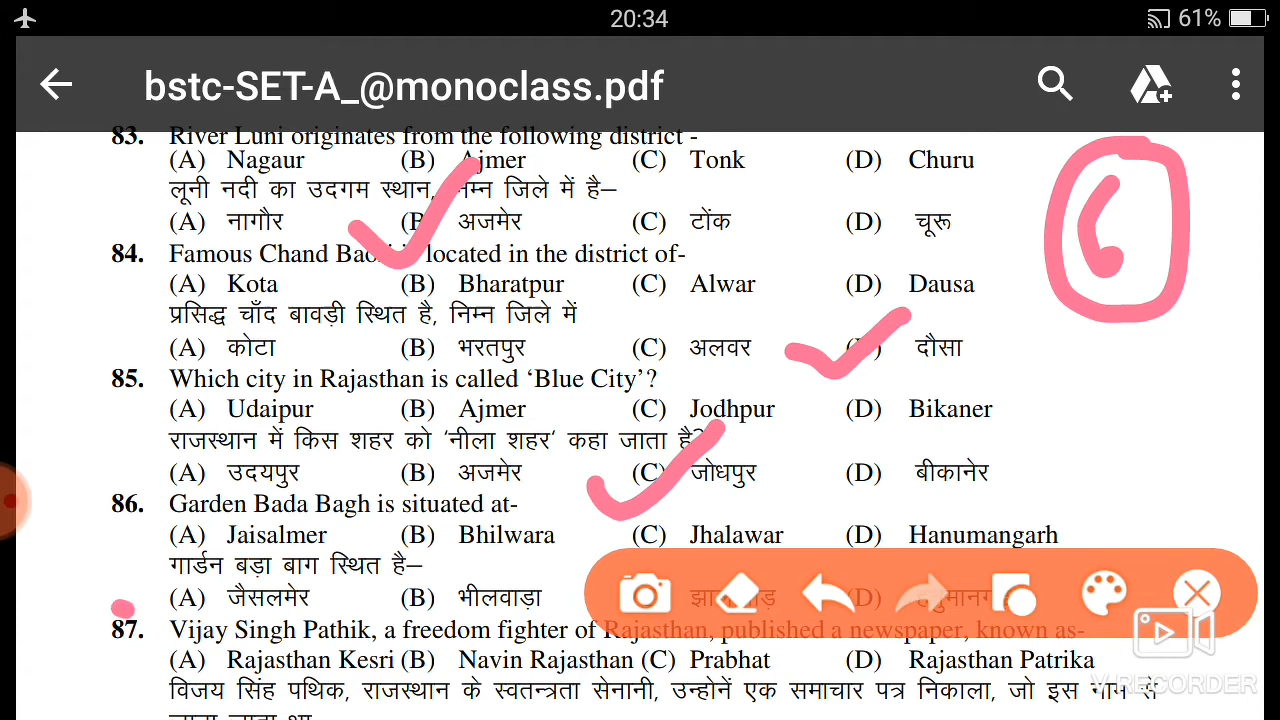 20:34
61%
bstc-SET-A_@monoclass.pdf
83. River Luni originates from the following district -
(A) Nagaur (B) Ajmer (C) Tonk (D) Churu
लूनी नदी का उदगम स्थान, निम्न जिले में है–
(A) नागौर (B) अजमेर (C) टोंक (D) चूरू
84. Famous Chand Baori is located in the district of-
(A) Kota (B) Bharatpur (C) Alwar (D) Dausa
प्रसिद्ध चाँद बावड़ी स्थित है, निम्न जिले में
(A) कोटा (B) भरतपुर (C) अलवर (D) दौसा
85. Which city in Rajasthan is called ‘Blue City’?
(A) Udaipur (B) Ajmer (C) Jodhpur (D) Bikaner
राजस्थान में किस शहर को ‘नीला शहर’ कहा जाता है?
(A) उदयपुर (B) अजमेर (C) जोधपुर (D) बीकानेर
86. Garden Bada Bagh is situated at-
(A) Jaisalmer (B) Bhilwara (C) Jhalawar (D) Hanumangarh
गार्डन बड़ा बाग स्थित है–
(A) जैसलमेर (B) भीलवाड़ा (D)
87. Vijay Singh Pathik, a freedom fighter of Rajasthan, published a newspaper, known as-
(A) Rajasthan Kesri (B) Navin Rajasthan (C) Prabhat (D) Rajasthan Patrika
विजय सिंह पथिक, राजस्थान के स्वतन्त्रता सेनानी, उन्होनें एक समाचार पत्र निकाला, जो इस नाम से
V RECORDER